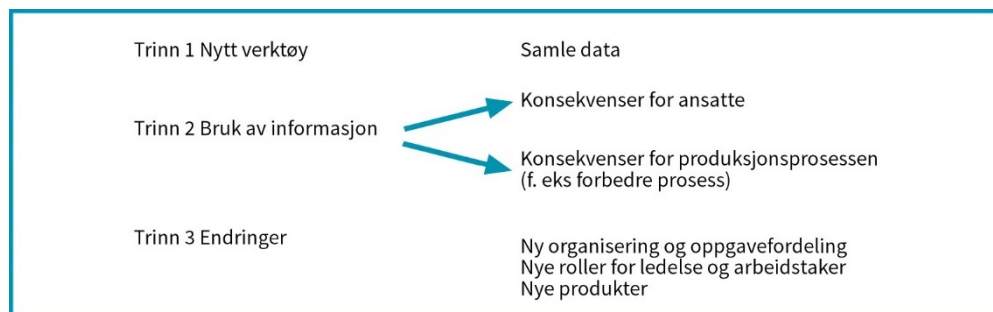 Trinn 1 Nytt verktøy
Samle data
Trinn 2 Bruk av informasjon
Konsekvenser for ansatte
Konsekvenser for produksjonsprosessen
(f. eks forbedre prosess)
Trinn 3 Endringer
Ny organisering og oppgavefordeling
Nye roller for ledelse og arbeidstaker
Nye produkter